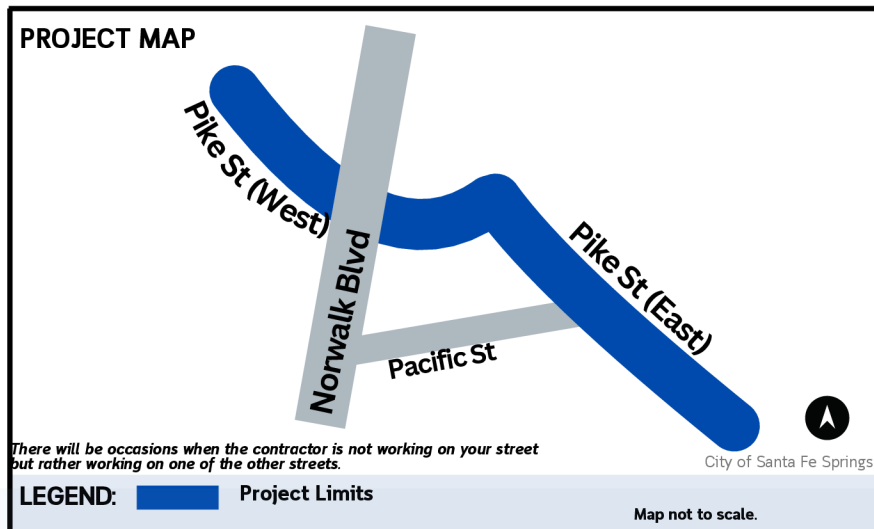 PROJECT MAP
Pike St (West)
Norwalk Blvd
Pike St (East)
Pacific St
There will be occasions when the contractor is not working on your street
but rather working on one of the other streets.
City of Santa Fe Springs
LEGEND:
Project Limits
Map not to scale.